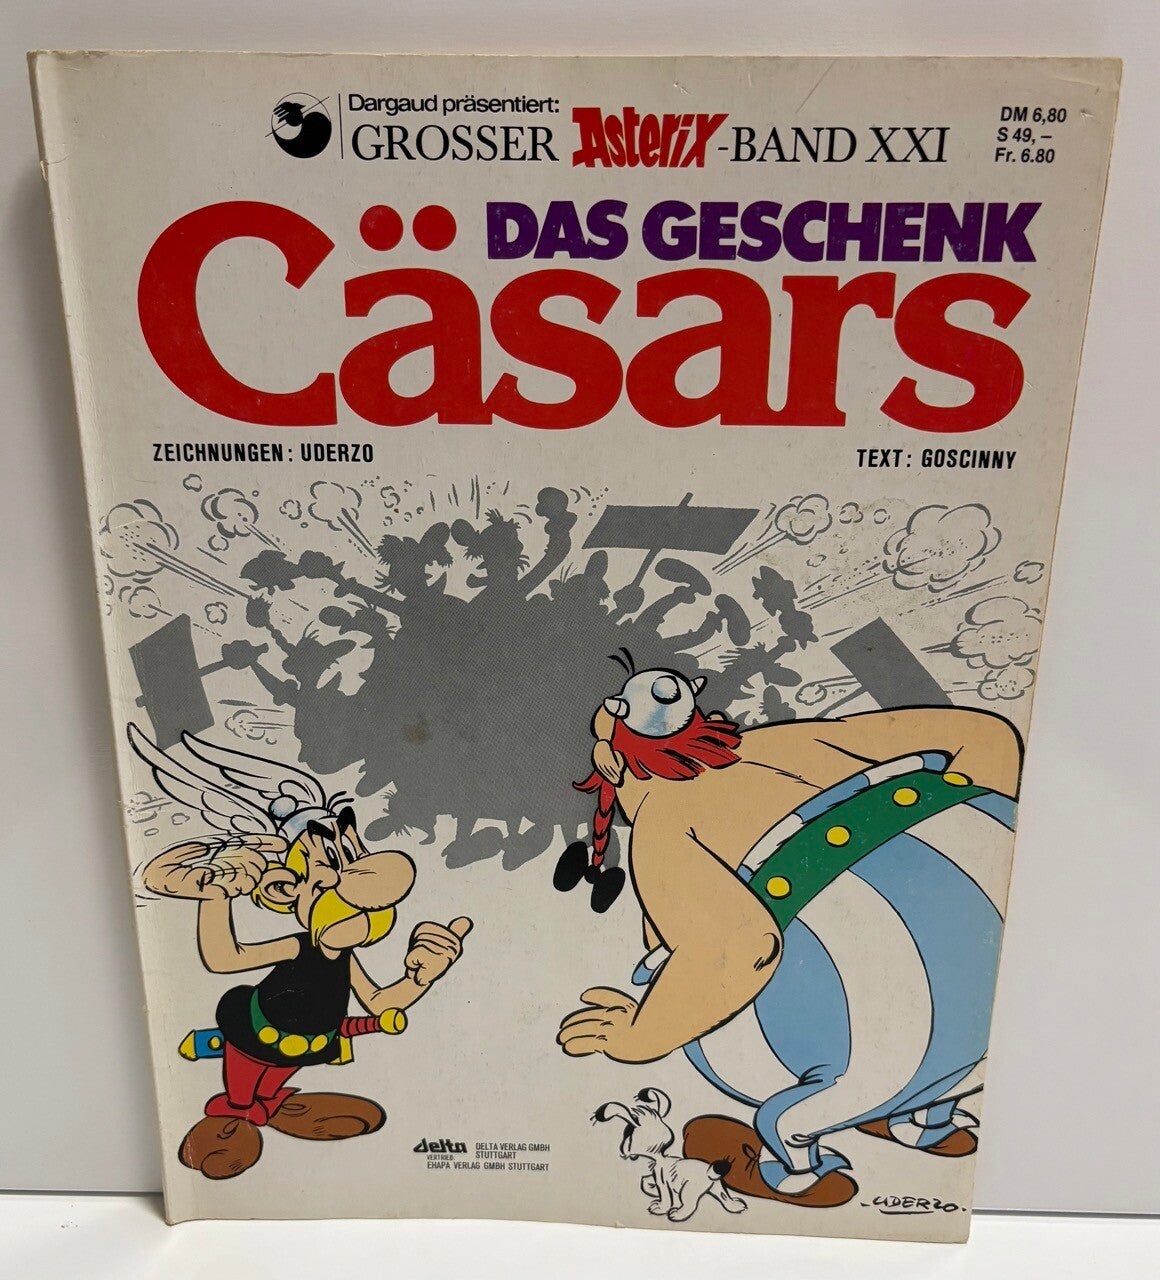 Dargaud präsentiert:
GROSSER Asterix-BAND XXI
DM 6,80
S 49,–
Fr. 6.80
DAS GESCHENK
Cäsars
ZEICHNUNGEN: UDERZO
TEXT: GOSCINNY
delta DELTA VERLAG GMBH
STUTTGART
VERTRIEB:
EHAPA VERLAG GMBH STUTTGART
-UDERZO-